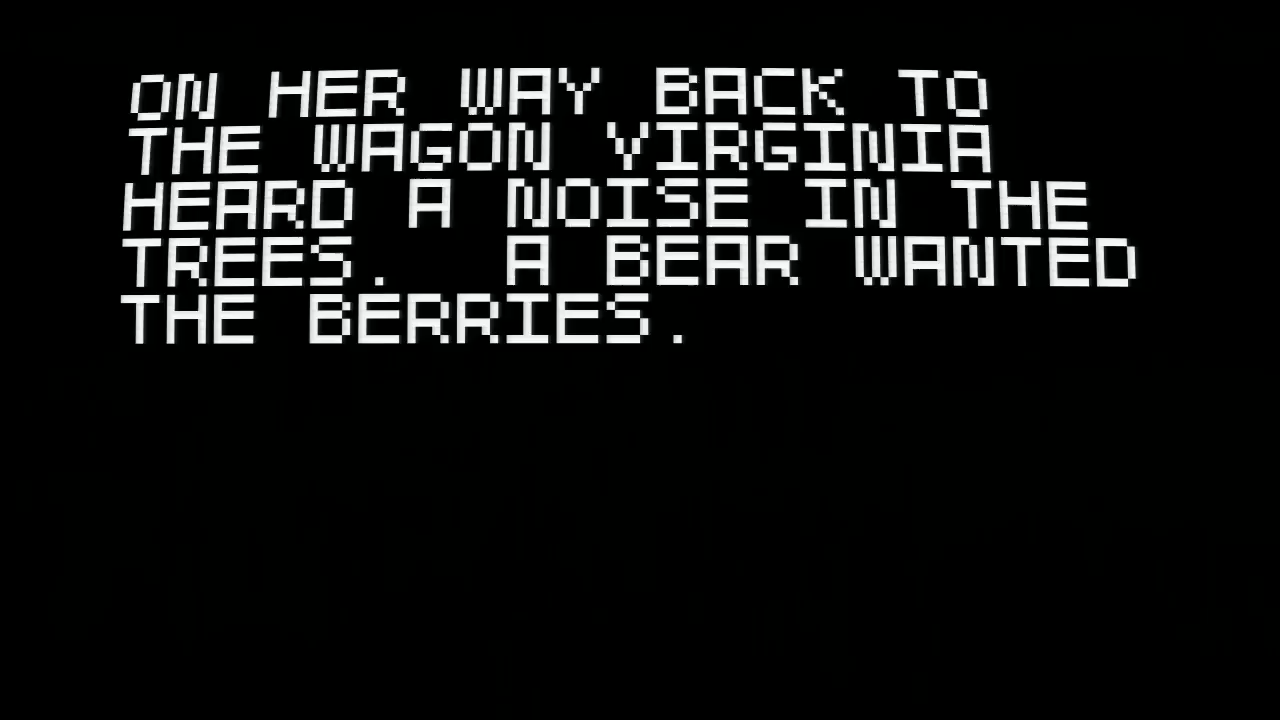 ON HER WAY BACK TO
THE WAGON VIRGINIA
HEARD A NOISE IN THE
TREES.  A BEAR WANTED
THE BERRIES.